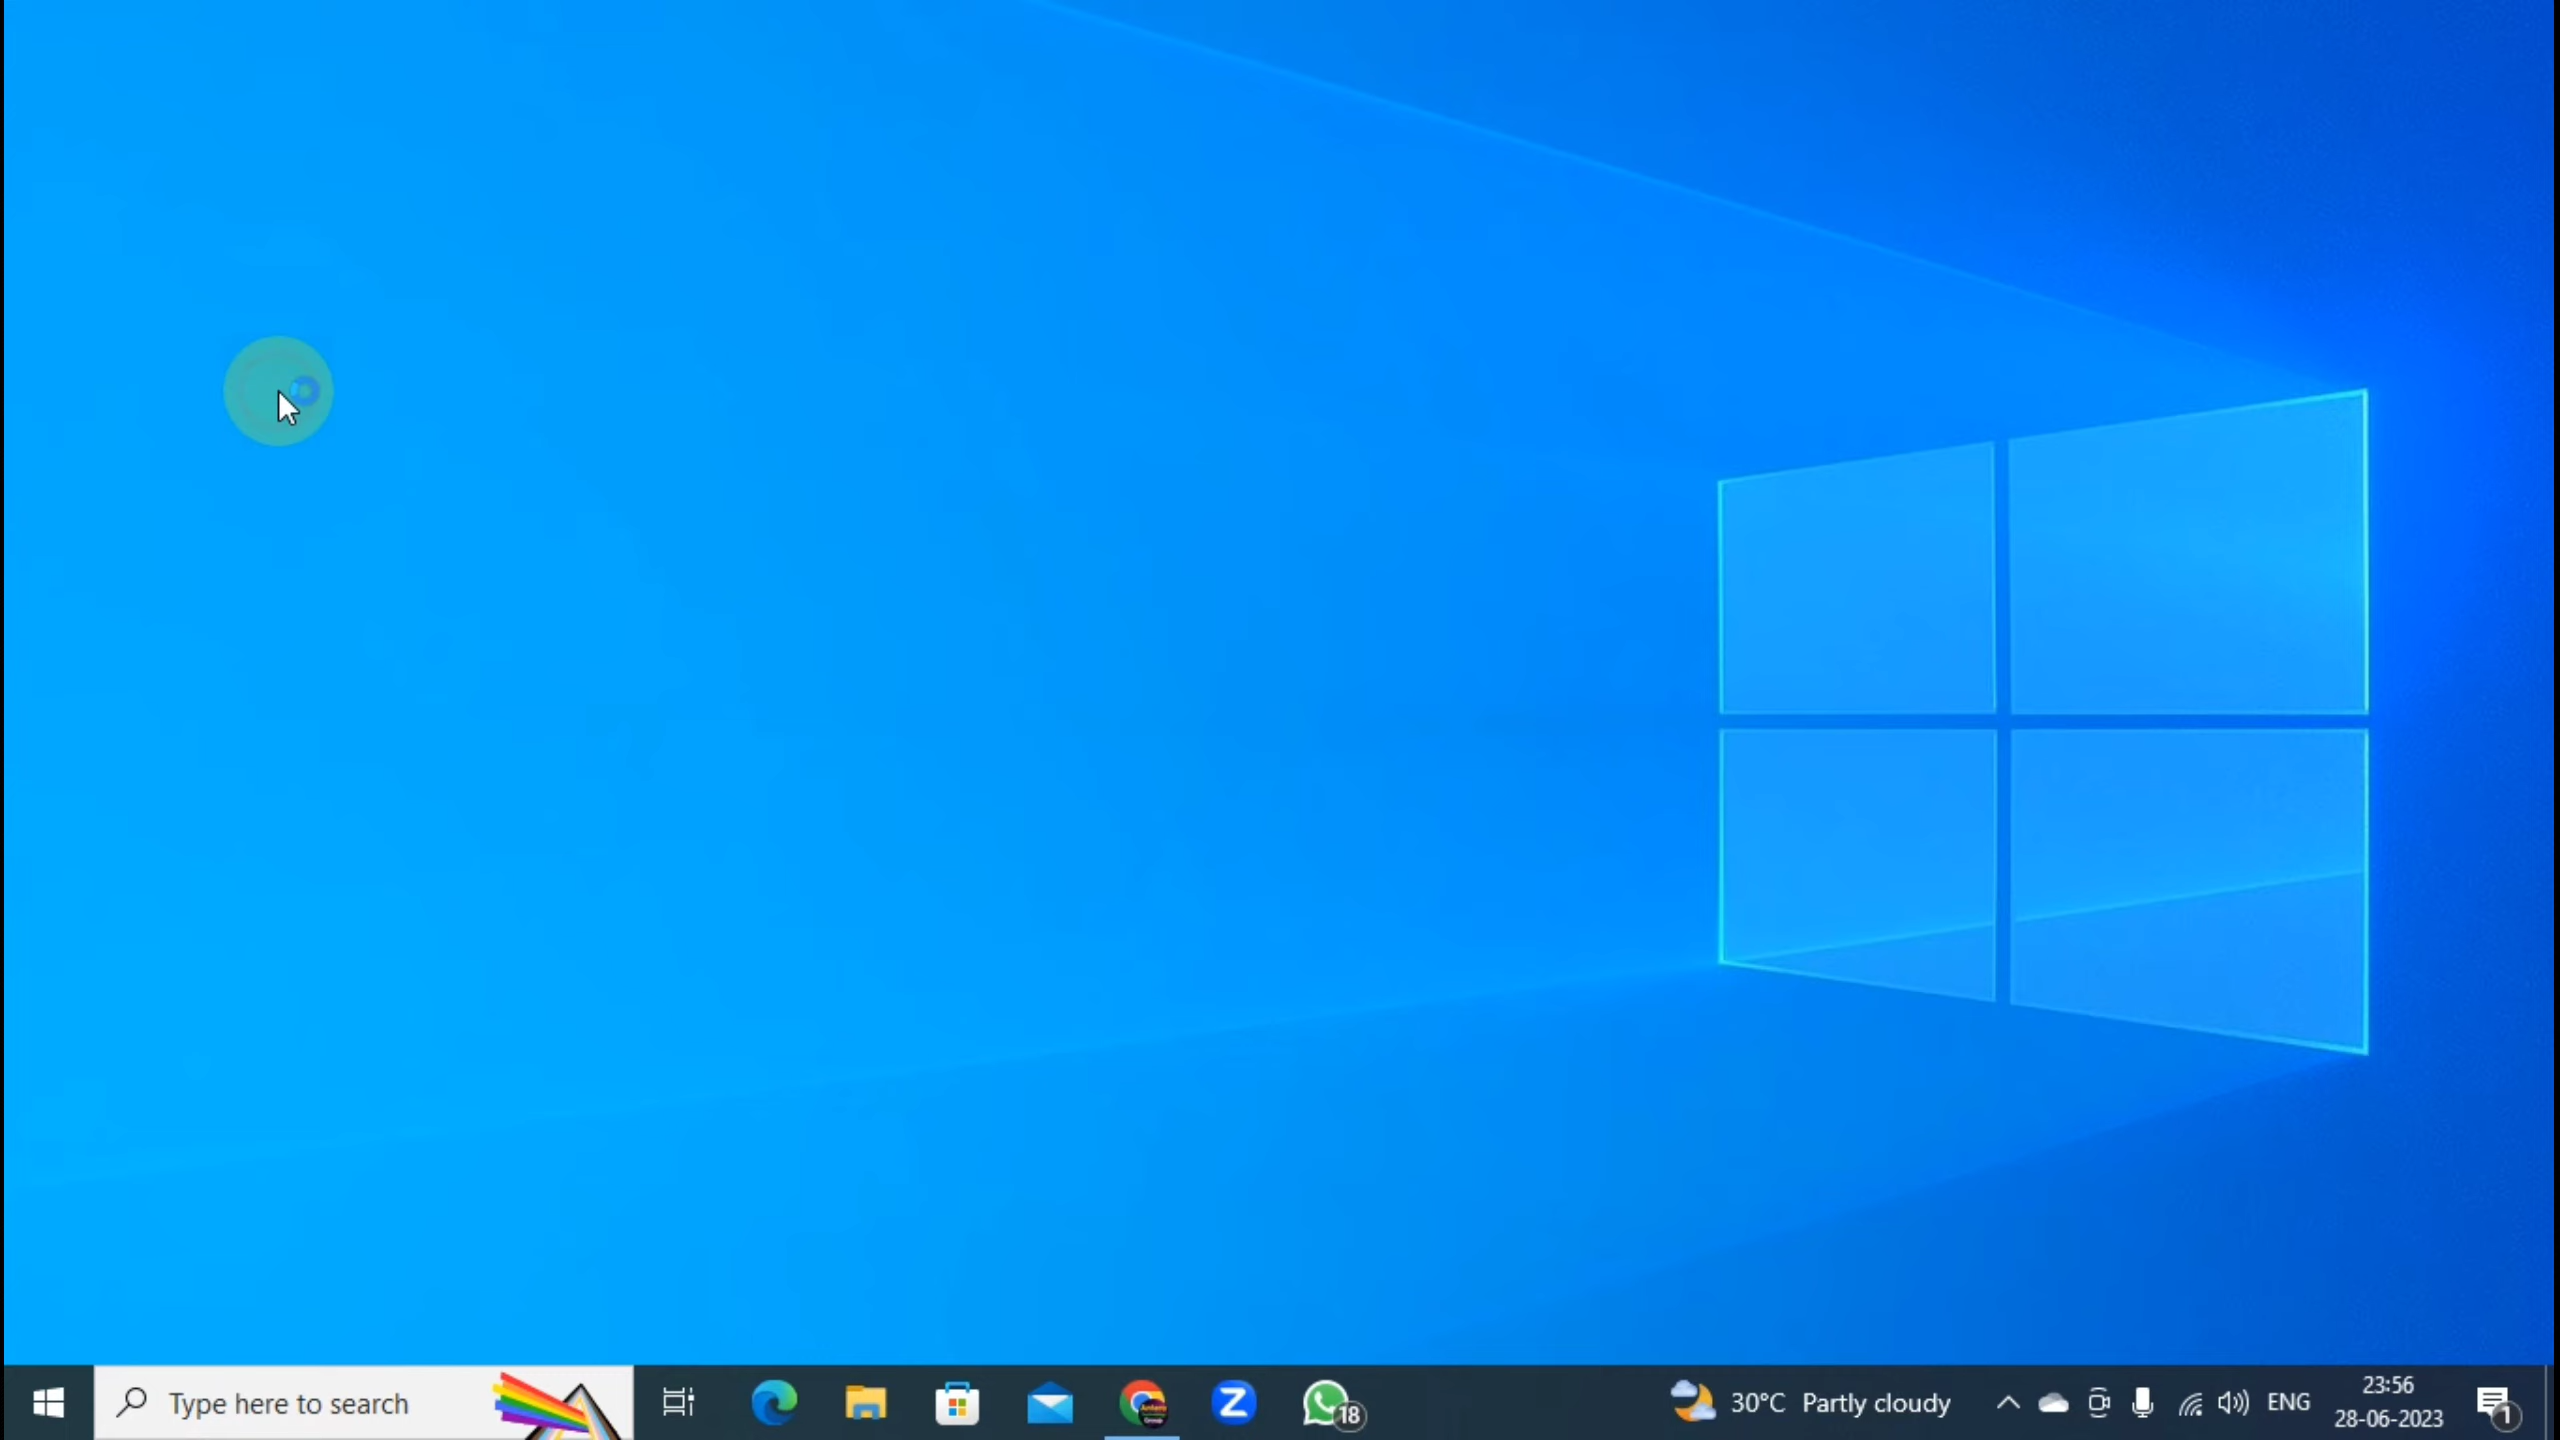 Type here to search
Z
18
30°C Partly cloudy
ENG
23:56
28-06-2023
1